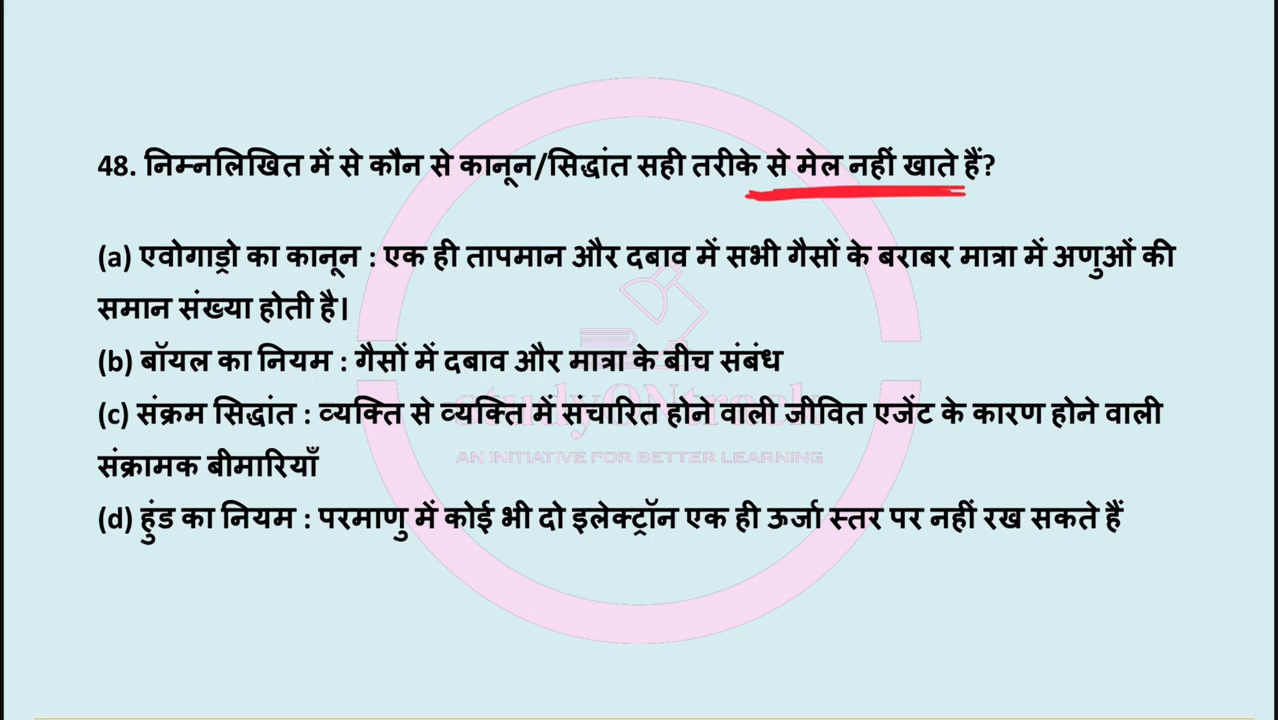 48. निम्नलिखित में से कौन से कानून/सिद्धांत सही तरीके से मेल नहीं खाते हैं?
(a) एवोगाड्रो का कानून : एक ही तापमान और दबाव में सभी गैसों के बराबर मात्रा में अणुओं की
समान संख्या होती है।
(b) बॉयल का नियम : गैसों में दबाव और मात्रा के बीच संबंध
(c) संक्रम सिद्धांत : व्यक्ति से व्यक्ति में संचारित होने वाली जीवित एजेंट के कारण होने वाली
studyONtrack
AN INITIATIVE FOR BETTER LEARNING
संक्रामक बीमारियाँ
(d) हुंड का नियम : परमाणु में कोई भी दो इलेक्ट्रॉन एक ही ऊर्जा स्तर पर नहीं रख सकते हैं